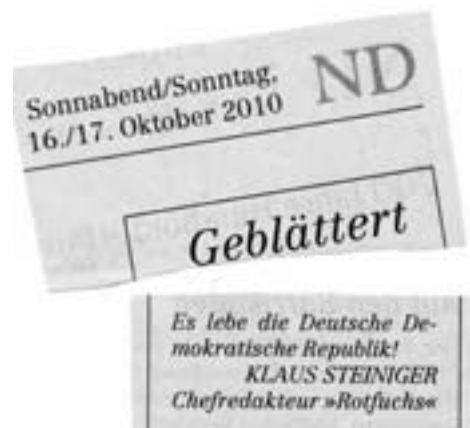 Sonnabend/Sonntag,
16./17. Oktober 2010
ND
Geblättert
Es lebe die Deutsche De-
mokratische Republik!
KLAUS STEINIGER
Chefredakteur »Rotfuchs«